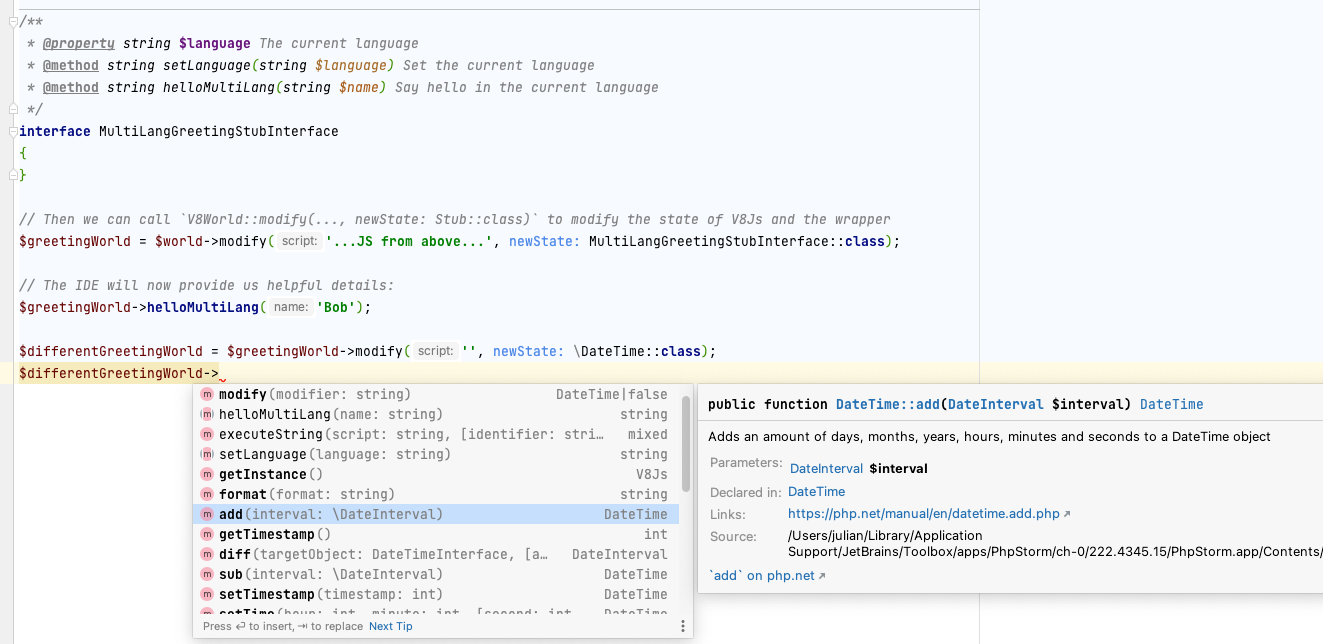 /**
* @property string $language The current language
* @method string setLanguage(string $language) Set the current language
* @method string helloMultiLang(string $name) Say hello in the current language
*/
interface MultiLangGreetingStubInterface
{
}
// Then we can call `V8World::modify(..., newState: Stub::class)` to modify the state of V8Js and the wrapper
$greetingWorld = $world->modify( script: '...JS from above...', newState: MultiLangGreetingStubInterface::class);
// The IDE will now provide us helpful details:
$greetingWorld->helloMultiLang( name: 'Bob');
$differentGreetingWorld = $greetingWorld->modify( script: '', newState: \DateTime::class);
$differentGreetingWorld->
m modify(modifier: string) DateTime|false
m helloMultiLang(name: string) string
m executeString(script: string, [identifier: stri… mixed
m setLanguage(language: string) string
m getInstance() V8Js
m format(format: string) string
m add(interval: \DateInterval) DateTime
m getTimestamp() int
m diff(targetObject: DateTimeInterface, [a… DateInterval
m sub(interval: \DateInterval) DateTime
m setTimestamp(timestamp: int) DateTime
m setTime(hour: int, minute: int, [second: int, DateTime
Press ⏎ to insert, ⇥ to replace Next Tip
public function DateTime::add(DateInterval $interval) DateTime
Adds an amount of days, months, years, hours, minutes and seconds to a DateTime object
Parameters: DateInterval $interval
Declared in: DateTime
Links: https://php.net/manual/en/datetime.add.php ↗
Source: /Users/julian/Library/Application
Support/JetBrains/Toolbox/apps/PhpStorm/ch-0/222.4345.15/PhpStorm.app/Contents/
`add` on php.net ↗